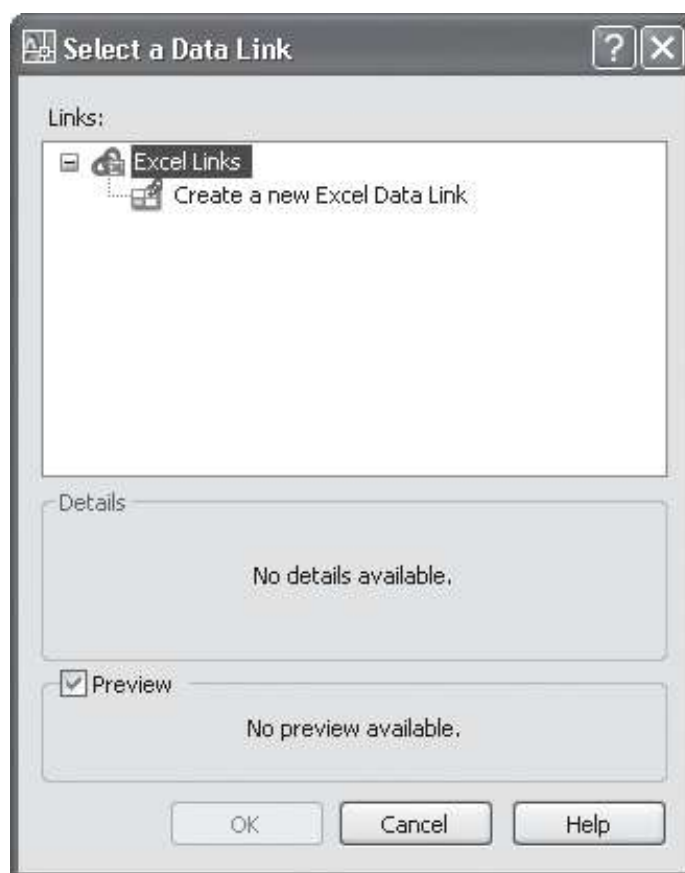 Select a Data Link
Links:
Excel Links
Create a new Excel Data Link
Details
No details available.
Preview
No preview available.
OK Cancel Help